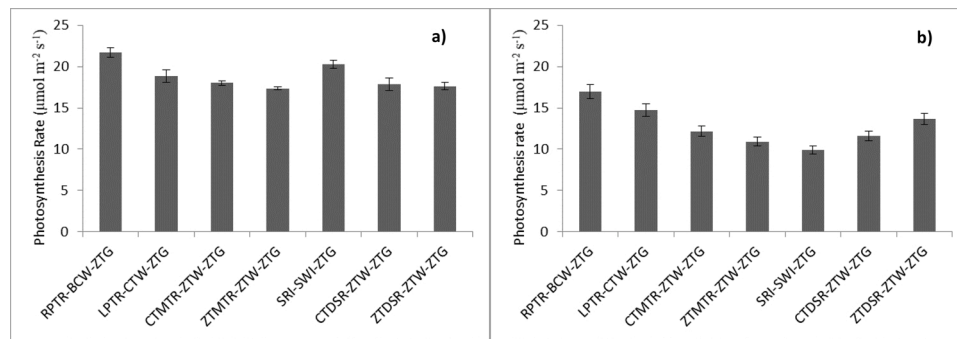 a)
Photosynthesis Rate (μmol m⁻² s⁻¹)
25
20
15
10
5
0
RPTR-BCW-ZTG
LPTR-CTW-ZTG
CTMTR-ZTW-ZTG
ZTMTR-ZTW-ZTG
SRI-SWI-ZTG
CTDSR-ZTW-ZTG
ZTDSR-ZTW-ZTG
b)
Photosynthesis rate (μmol m⁻² s⁻¹)
25
20
15
10
5
0
RPTR-BCW-ZTG
LPTR-CTW-ZTG
CTMTR-ZTW-ZTG
ZTMTR-ZTW-ZTG
SRI-SWI-ZTG
CTDSR-ZTW-ZTG
ZTDSR-ZTW-ZTG